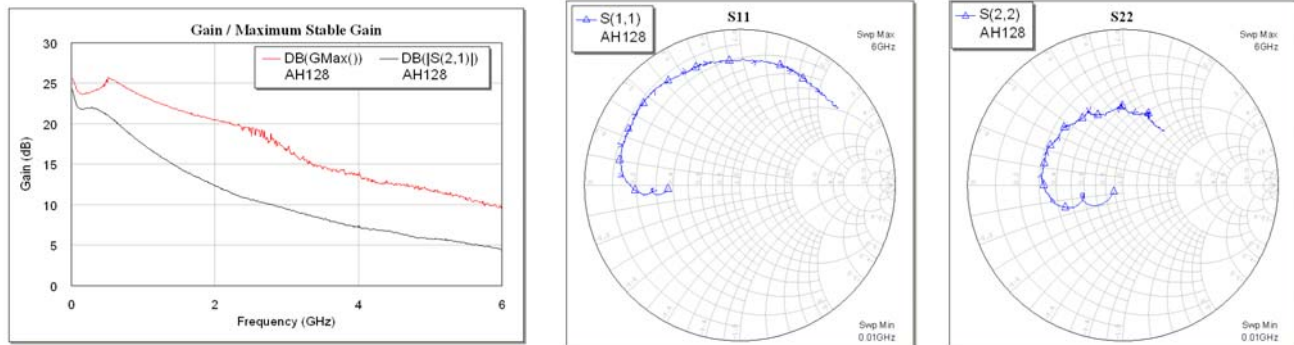 Gain / Maximum Stable Gain
30
25
20
15
10
5
0
Gain (dB)
DB(GMax())
AH128
DB(|S(2,1)|)
AH128
0
2
4
6
Frequency (GHz)
S(1,1)
AH128
S11
Swp Max
6GHz
Swp Min
0.01GHz
S(2,2)
AH128
S22
Swp Max
6GHz
Swp Min
0.01GHz